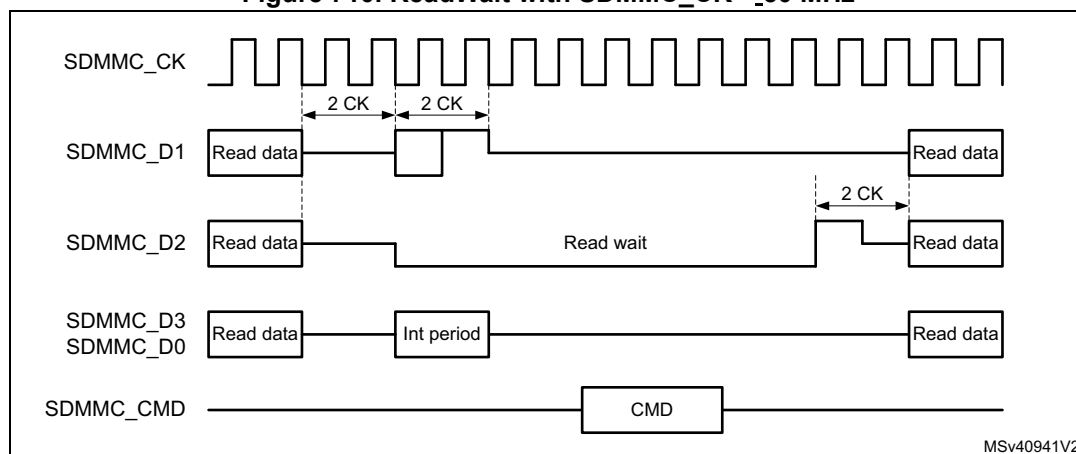 SDMMC_CK
2 CK 2 CK
SDMMC_D1 Read data Read data
2 CK
SDMMC_D2 Read data Read wait Read data
SDMMC_D3
SDMMC_D0
Read data Int period Read data
SDMMC_CMD CMD
MSv40941V2